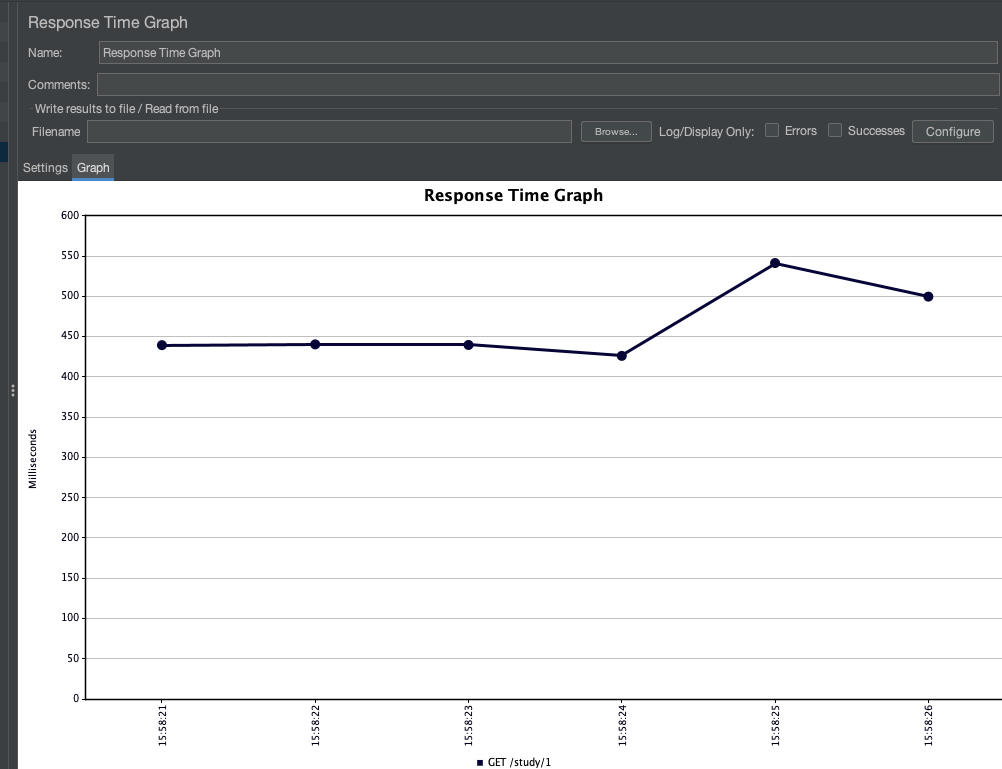 Response Time Graph
Name: Response Time Graph
Comments:
Write results to file / Read from file
Filename Browse... Log/Display Only: Errors Successes Configure
Settings Graph
Response Time Graph
600
550
500
450
400
350
300
250
200
150
100
50
0
Milliseconds
15:58:21 15:58:22 15:58:23 15:58:24 15:58:25 15:58:26
GET /study/1